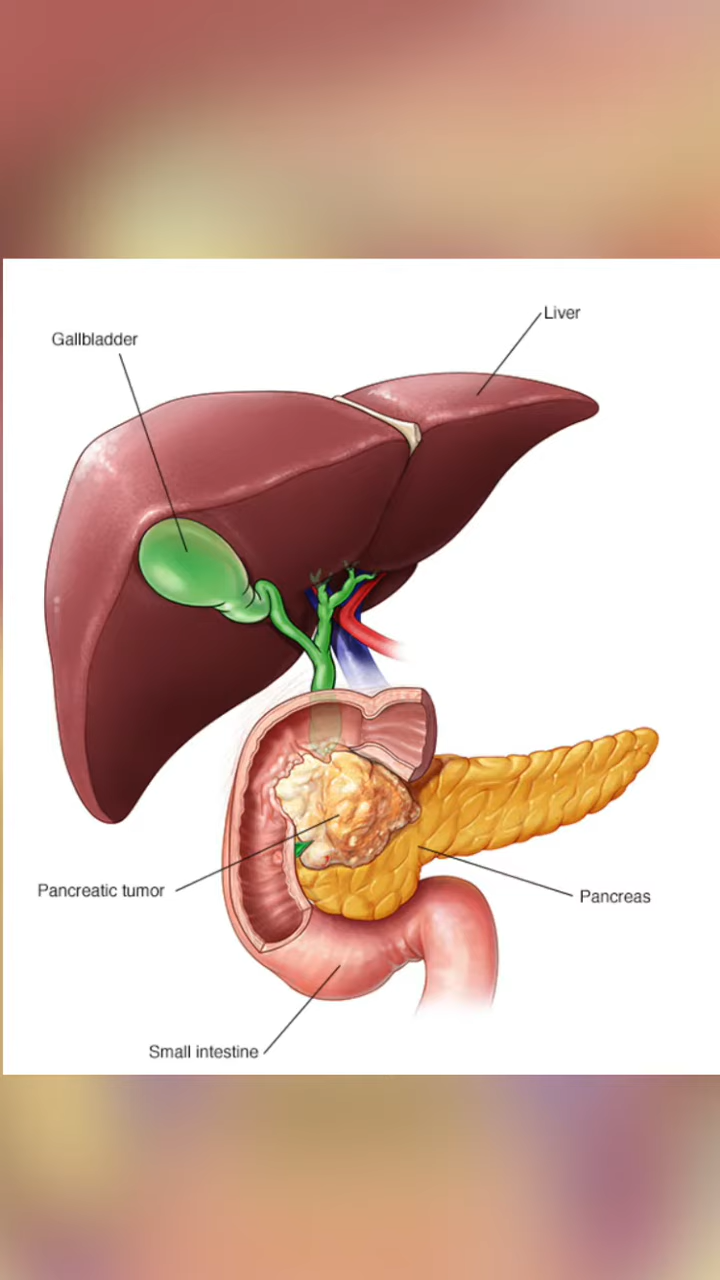 Liver
Gallbladder
Pancreatic tumor
Pancreas
Small intestine